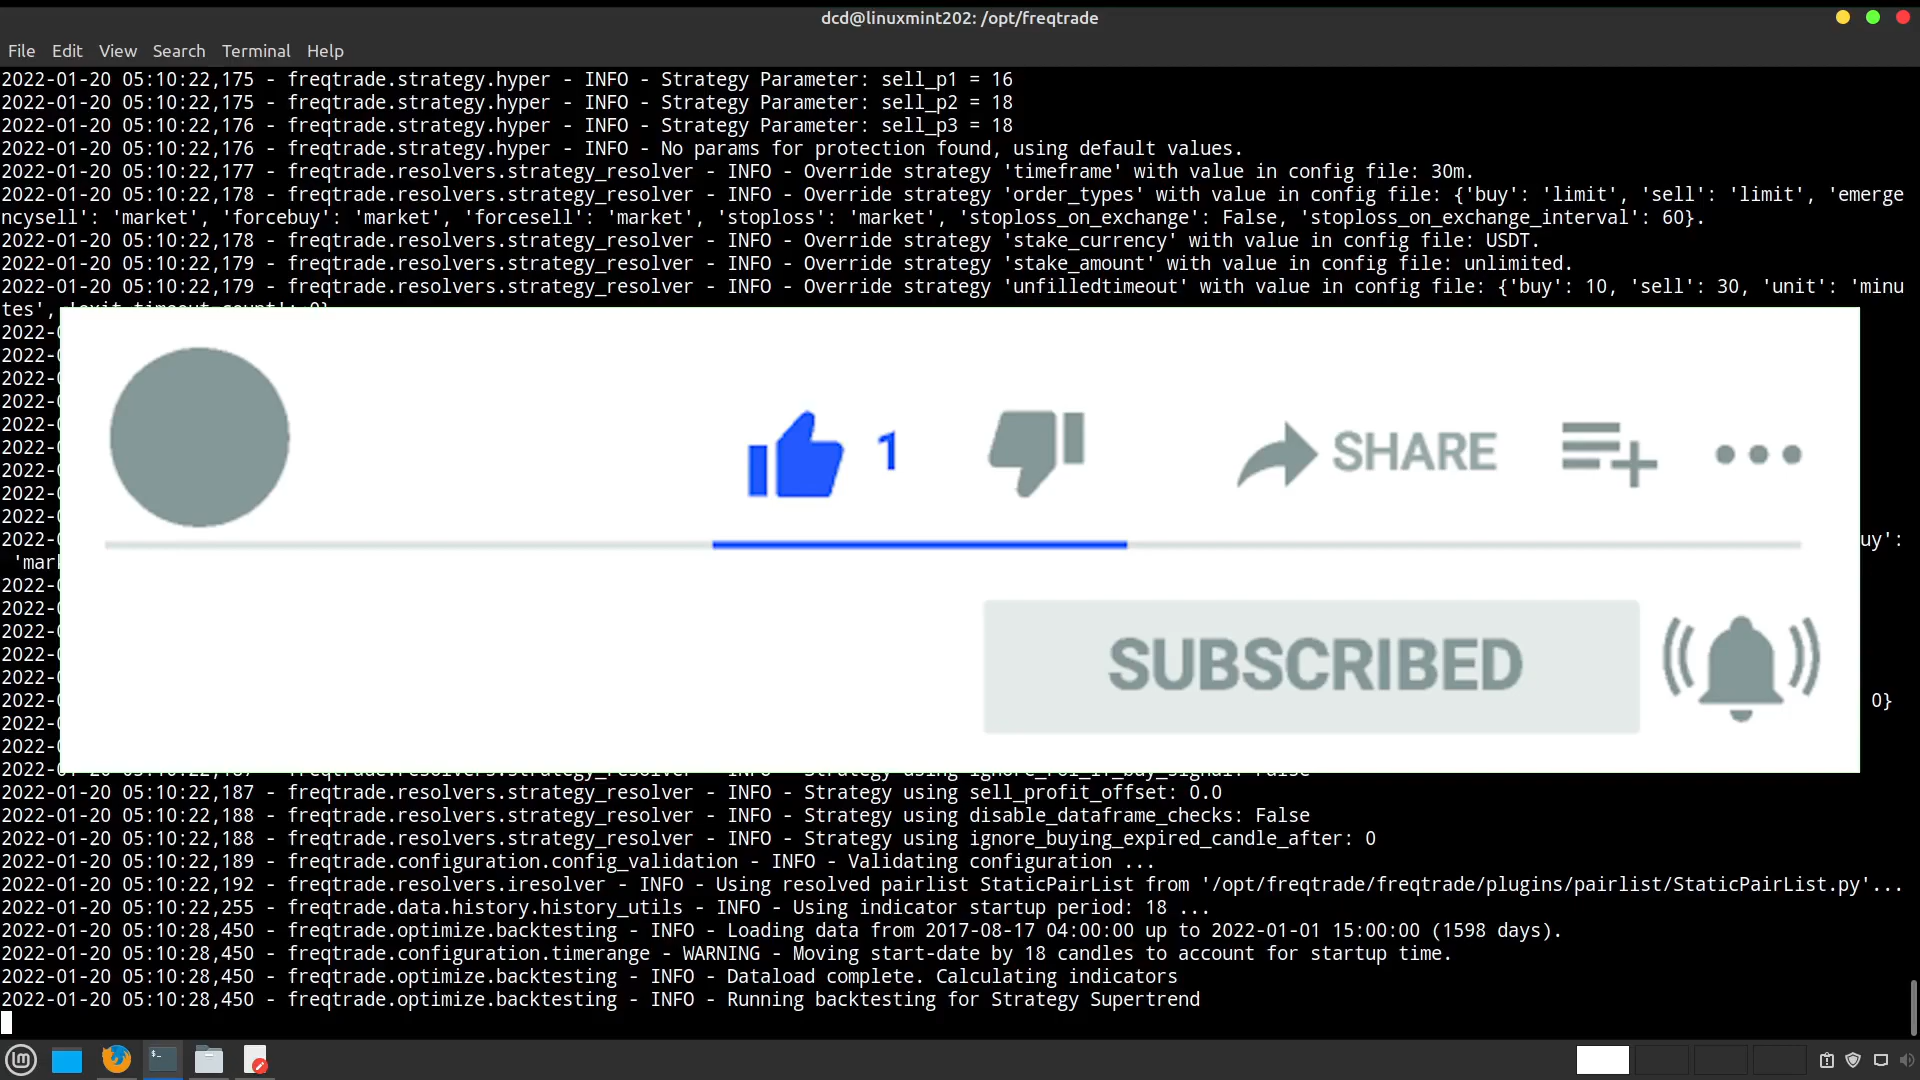 dcd@linuxmint202: /opt/freqtrade
File Edit View Search Terminal Help
2022-01-20 05:10:22,175 - freqtrade.strategy.hyper - INFO - Strategy Parameter: sell_p1 = 16
2022-01-20 05:10:22,175 - freqtrade.strategy.hyper - INFO - Strategy Parameter: sell_p2 = 18
2022-01-20 05:10:22,176 - freqtrade.strategy.hyper - INFO - Strategy Parameter: sell_p3 = 18
2022-01-20 05:10:22,176 - freqtrade.strategy.hyper - INFO - No params for protection found, using default values.
2022-01-20 05:10:22,177 - freqtrade.resolvers.strategy_resolver - INFO - Override strategy 'timeframe' with value in config file: 30m.
2022-01-20 05:10:22,178 - freqtrade.resolvers.strategy_resolver - INFO - Override strategy 'order_types' with value in config file: {'buy': 'limit', 'sell': 'limit', 'emerge
ncysell': 'market', 'forcebuy': 'market', 'forcesell': 'market', 'stoploss': 'market', 'stoploss_on_exchange': False, 'stoploss_on_exchange_interval': 60}.
2022-01-20 05:10:22,178 - freqtrade.resolvers.strategy_resolver - INFO - Override strategy 'stake_currency' with value in config file: USDT.
2022-01-20 05:10:22,179 - freqtrade.resolvers.strategy_resolver - INFO - Override strategy 'stake_amount' with value in config file: unlimited.
2022-01-20 05:10:22,179 - freqtrade.resolvers.strategy_resolver - INFO - Override strategy 'unfilledtimeout' with value in config file: {'buy': 10, 'sell': 30, 'unit': 'minu
tes', 'exit_timeout_count': 0}
1
SHARE
SUBSCRIBED
uy':
0}
freqtrade.resolvers.strategy_resolver - INFO - Strategy using ignore_roi_if_buy_signal: False
2022-01-20 05:10:22,187 - freqtrade.resolvers.strategy_resolver - INFO - Strategy using sell_profit_offset: 0.0
2022-01-20 05:10:22,188 - freqtrade.resolvers.strategy_resolver - INFO - Strategy using disable_dataframe_checks: False
2022-01-20 05:10:22,188 - freqtrade.resolvers.strategy_resolver - INFO - Strategy using ignore_buying_expired_candle_after: 0
2022-01-20 05:10:22,189 - freqtrade.configuration.config_validation - INFO - Validating configuration ...
2022-01-20 05:10:22,192 - freqtrade.resolvers.iresolver - INFO - Using resolved pairlist StaticPairList from '/opt/freqtrade/freqtrade/plugins/pairlist/StaticPairList.py'...
2022-01-20 05:10:22,255 - freqtrade.data.history.history_utils - INFO - Using indicator startup period: 18 ...
2022-01-20 05:10:28,450 - freqtrade.optimize.backtesting - INFO - Loading data from 2017-08-17 04:00:00 up to 2022-01-01 15:00:00 (1598 days).
2022-01-20 05:10:28,450 - freqtrade.configuration.timerange - WARNING - Moving start-date by 18 candles to account for startup time.
2022-01-20 05:10:28,450 - freqtrade.optimize.backtesting - INFO - Dataload complete. Calculating indicators
2022-01-20 05:10:28,450 - freqtrade.optimize.backtesting - INFO - Running backtesting for Strategy Supertrend